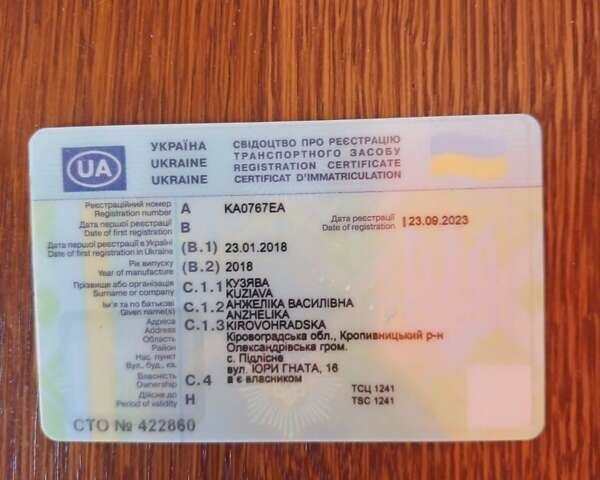 UA
УКРАЇНА СВІДОЦТВО ПРО РЕЄСТРАЦІЮ
ТРАНСПОРТНОГО ЗАСОБУ
UKRAINE REGISTRATION CERTIFICATE
UKRAINE CERTIFICAT D'IMMATRICULATION
Реєстраційний номер A KA0767EA
Registration number
Дата реєстрації I 23.09.2023
Date of registration
Дата першої реєстрації B
Date of first registration
Дата першої реєстрації в Україні (B.1) 23.01.2018
Date of first registration in Ukraine
Рік випуску (B.2) 2018
Year of manufacture
Прізвище або організація C.1.1 КУЗЯВА
Surname or company KUZIAVA
Ім'я та по батькові C.1.2 АНЖЕЛІКА ВАСИЛІВНА
Given name(s) ANZHELIKA
Адреса C.1.3 KIROVOHRADSKA
Address
Область Кіровоградська обл., Кропивницький р-н
Район Олександрівська гром.
Нас. пункт с. Підлісне
Вул., буд., кв. вул. ЮРИ ГНАТА, 16
Власність C.4 а є власником
Ownership
Дійсне до H ТСЦ 1241
Period of validity TSC 1241
СТО № 422860